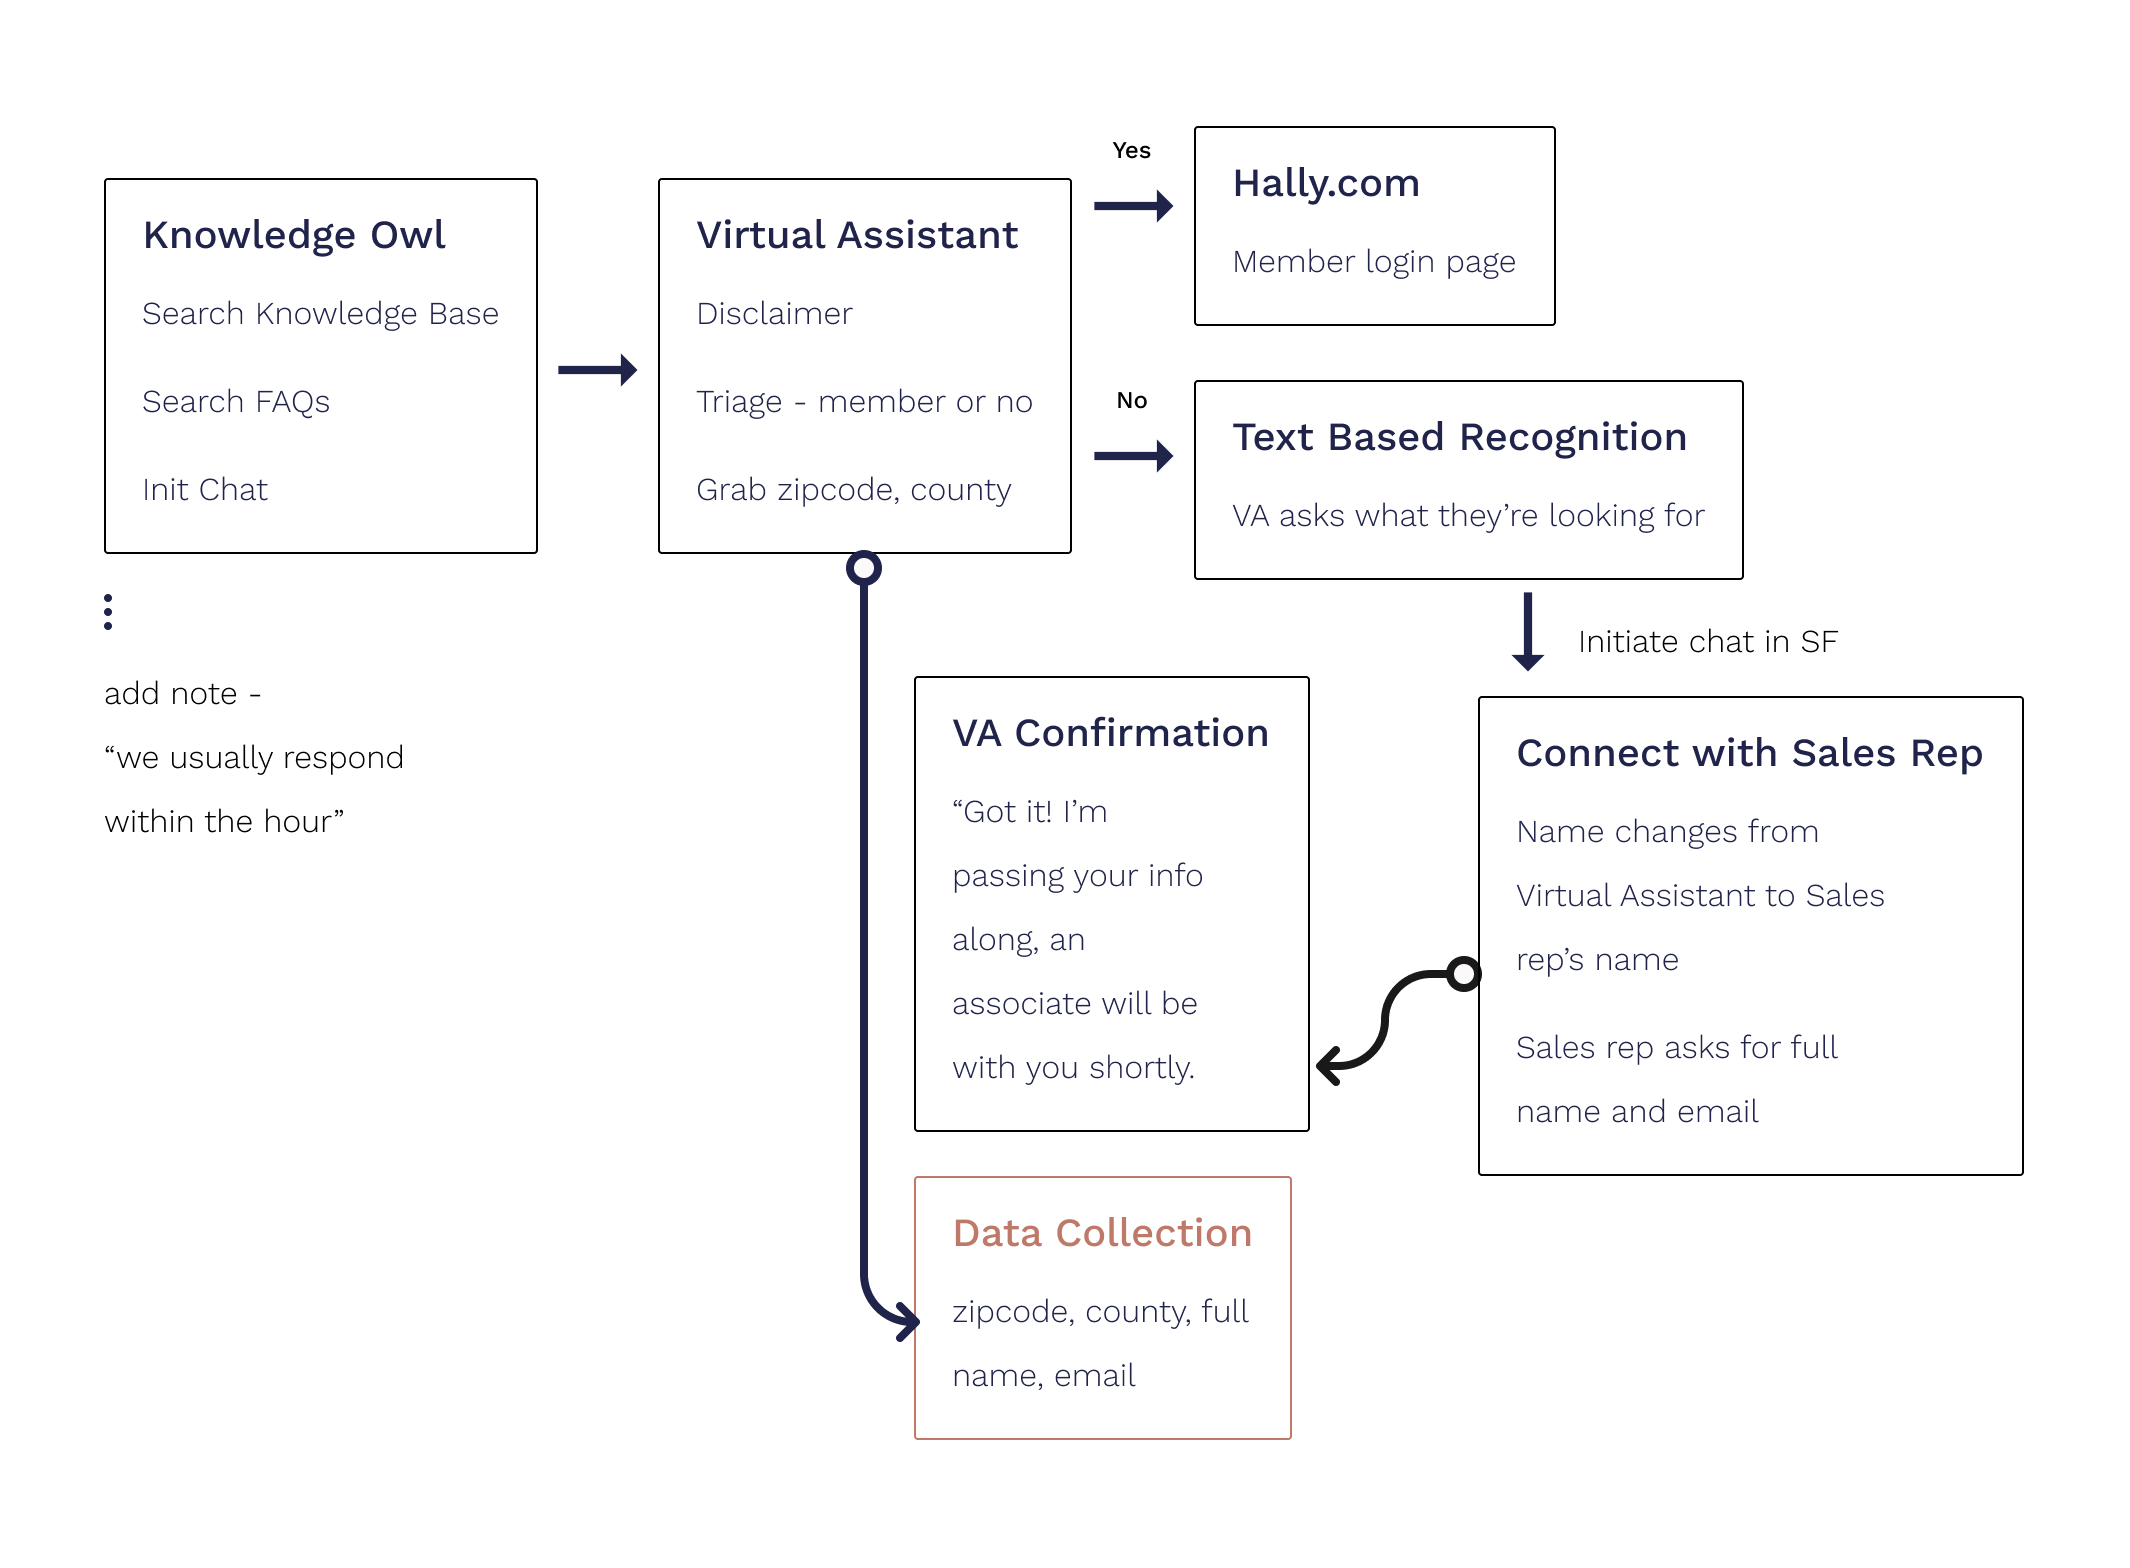 Knowledge Owl
Search Knowledge Base
Search FAQs
Init Chat
add note -
“we usually respond
within the hour”
Virtual Assistant
Disclaimer
Triage - member or no
Grab zipcode, county
Yes
Hally.com
Member login page
No
Text Based Recognition
VA asks what they’re looking for
Initiate chat in SF
Connect with Sales Rep
Name changes from
Virtual Assistant to Sales
rep’s name
Sales rep asks for full
name and email
VA Confirmation
“Got it! I’m
passing your info
along, an
associate will be
with you shortly.
Data Collection
zipcode, county, full
name, email